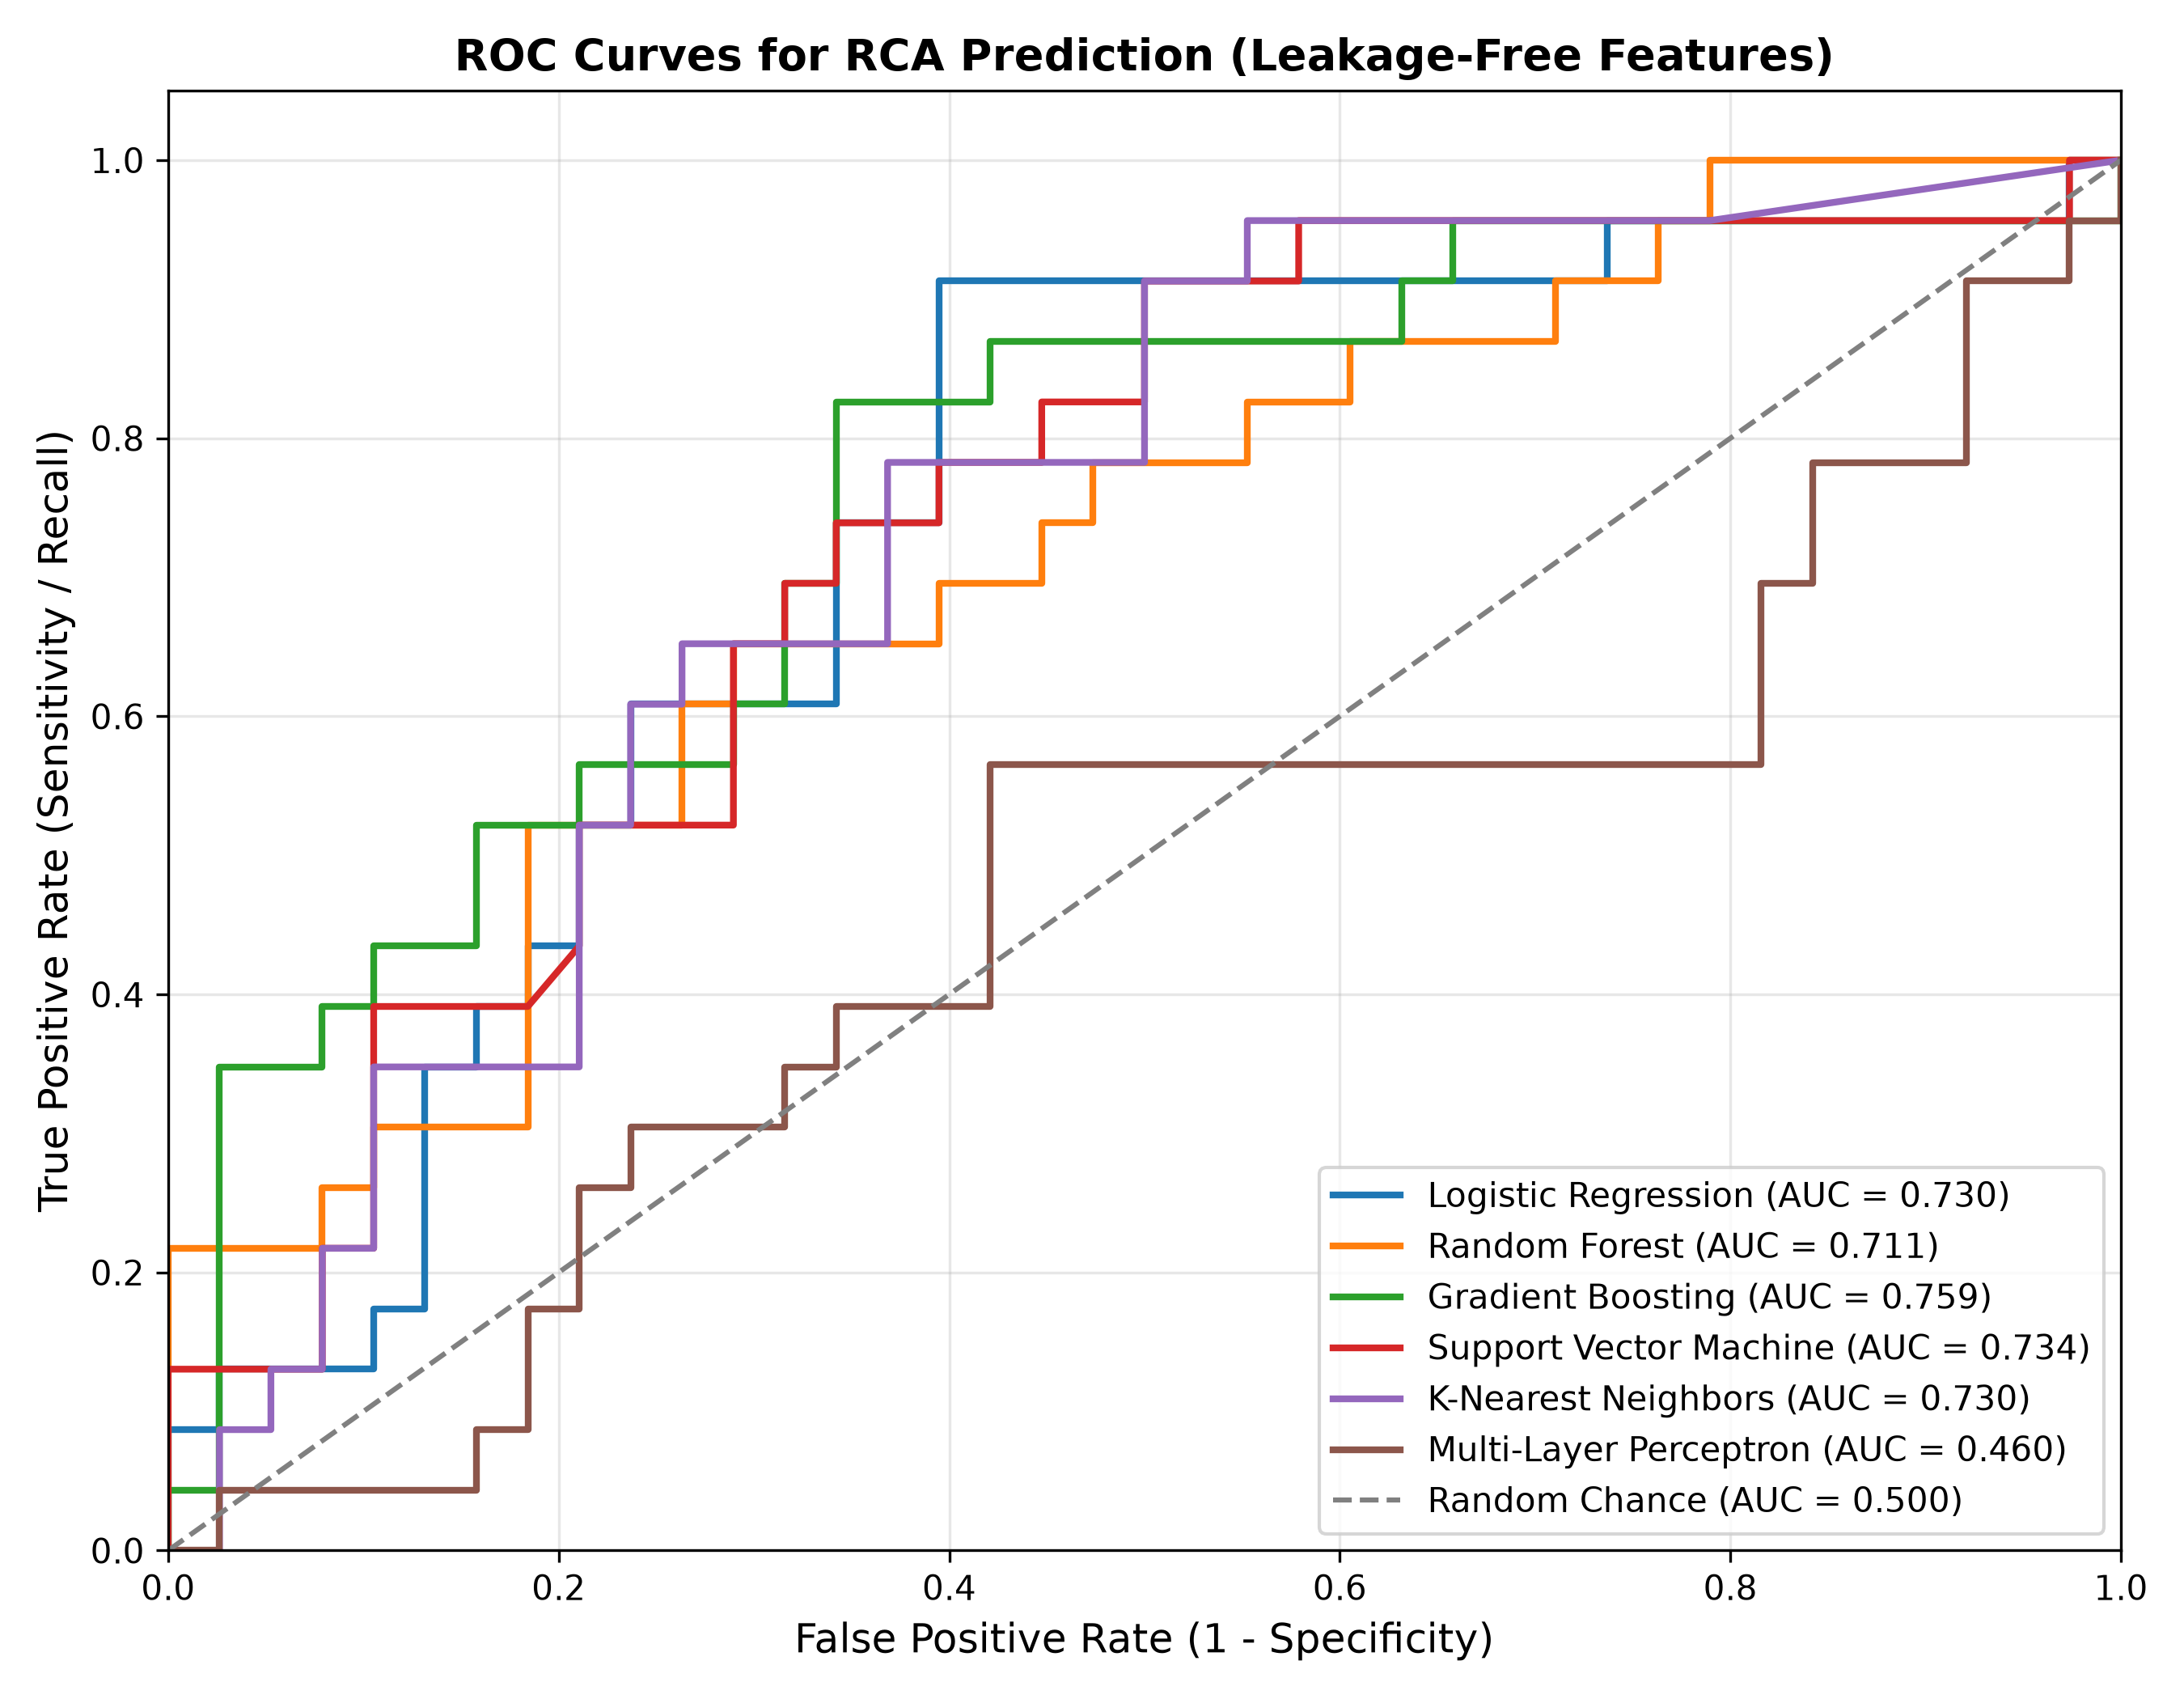 ROC Curves for RCA Prediction (Leakage-Free Features)
True Positive Rate (Sensitivity / Recall)
1.0
0.8
0.6
0.4
0.2
0.0
0.0 0.2 0.4 0.6 0.8 1.0
False Positive Rate (1 - Specificity)
Logistic Regression (AUC = 0.730)
Random Forest (AUC = 0.711)
Gradient Boosting (AUC = 0.759)
Support Vector Machine (AUC = 0.734)
K-Nearest Neighbors (AUC = 0.730)
Multi-Layer Perceptron (AUC = 0.460)
Random Chance (AUC = 0.500)